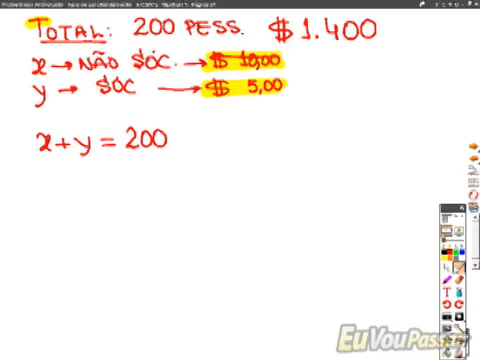 TOTAL: 200 PESS. $ 1.400
x → NÃO SÓC. → $ 10,00
y → SÓC → $ 5,00
x + y = 200
EuVouPassar